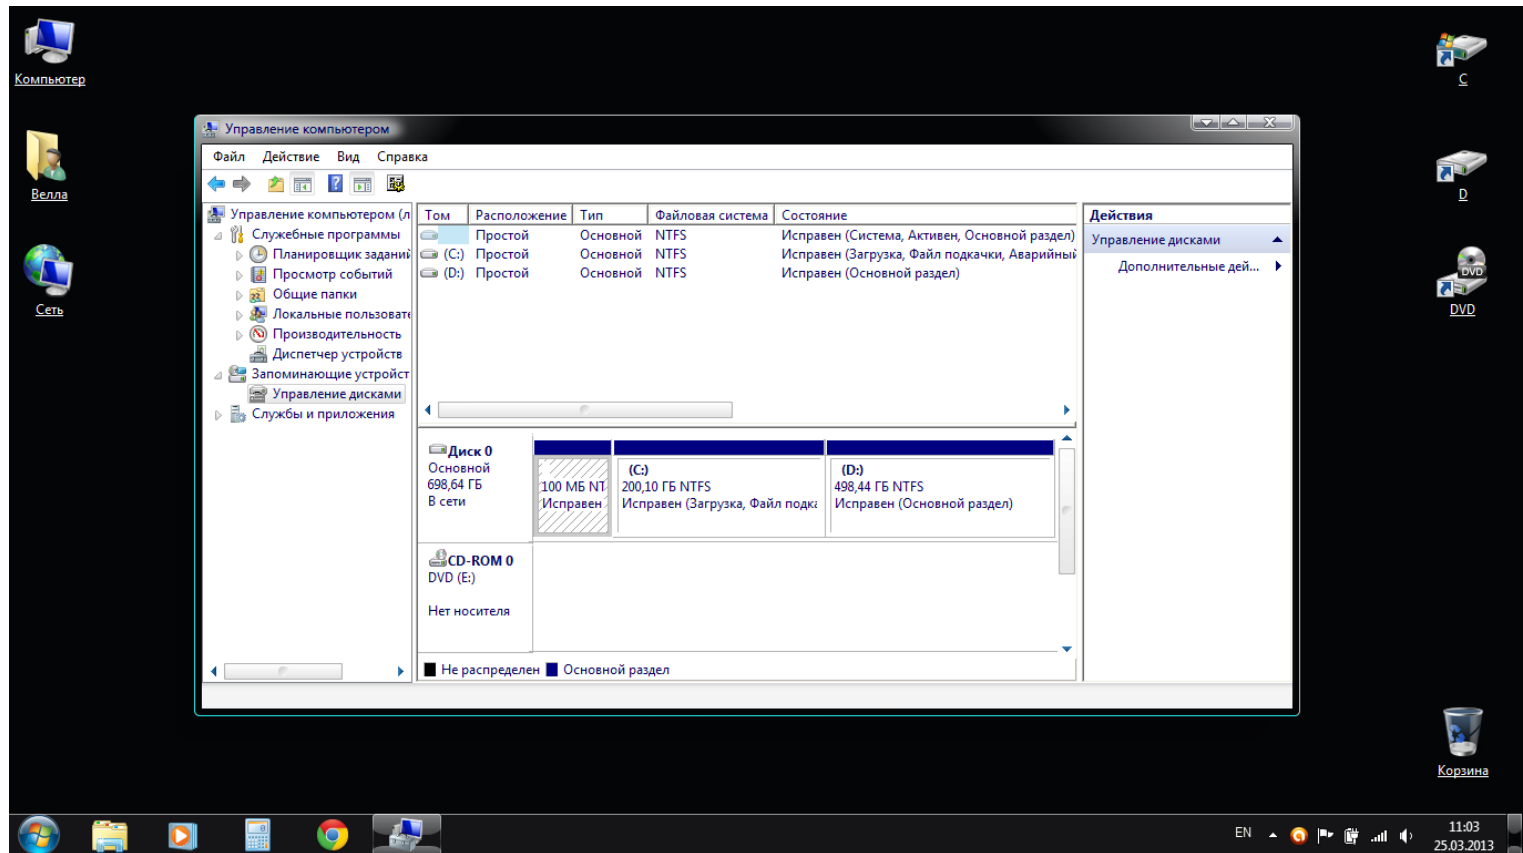 Компьютер
Велла
Сеть
C
D
DVD
Корзина
Управление компьютером
Файл Действие Вид Справка
Управление компьютером (л
Служебные программы
Планировщик заданий
Просмотр событий
Общие папки
Локальные пользовате
Производительность
Диспетчер устройств
Запоминающие устройст
Управление дисками
Службы и приложения
Том Расположение Тип Файловая система Состояние
Простой Основной NTFS Исправен (Система, Активен, Основной раздел)
(C:) Простой Основной NTFS Исправен (Загрузка, Файл подкачки, Аварийный
(D:) Простой Основной NTFS Исправен (Основной раздел)
Диск 0
Основной
698,64 ГБ
В сети
100 МБ NT
Исправен
(C:)
200,10 ГБ NTFS
Исправен (Загрузка, Файл подка
(D:)
498,44 ГБ NTFS
Исправен (Основной раздел)
CD-ROM 0
DVD (E:)
Нет носителя
Не распределен Основной раздел
Действия
Управление дисками
Дополнительные дей...
EN
11:03
25.03.2013